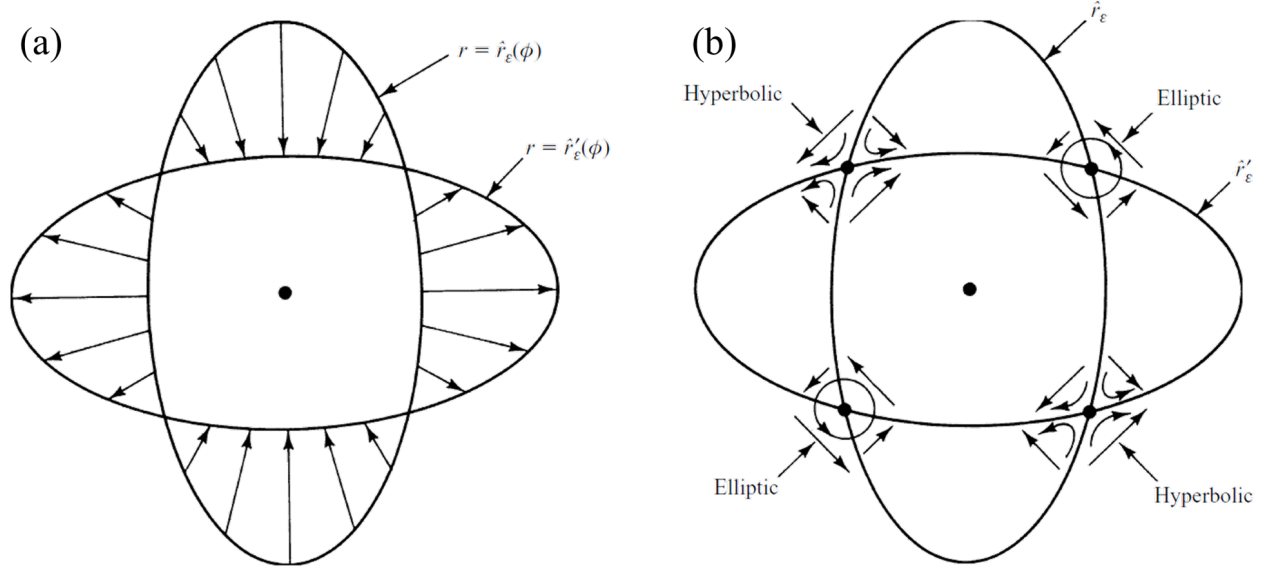 (a)
r = r̂ε(ϕ)
r = r̂′ε(ϕ)
(b)
r̂ε
Hyperbolic
Elliptic
r̂′ε
Elliptic
Hyperbolic